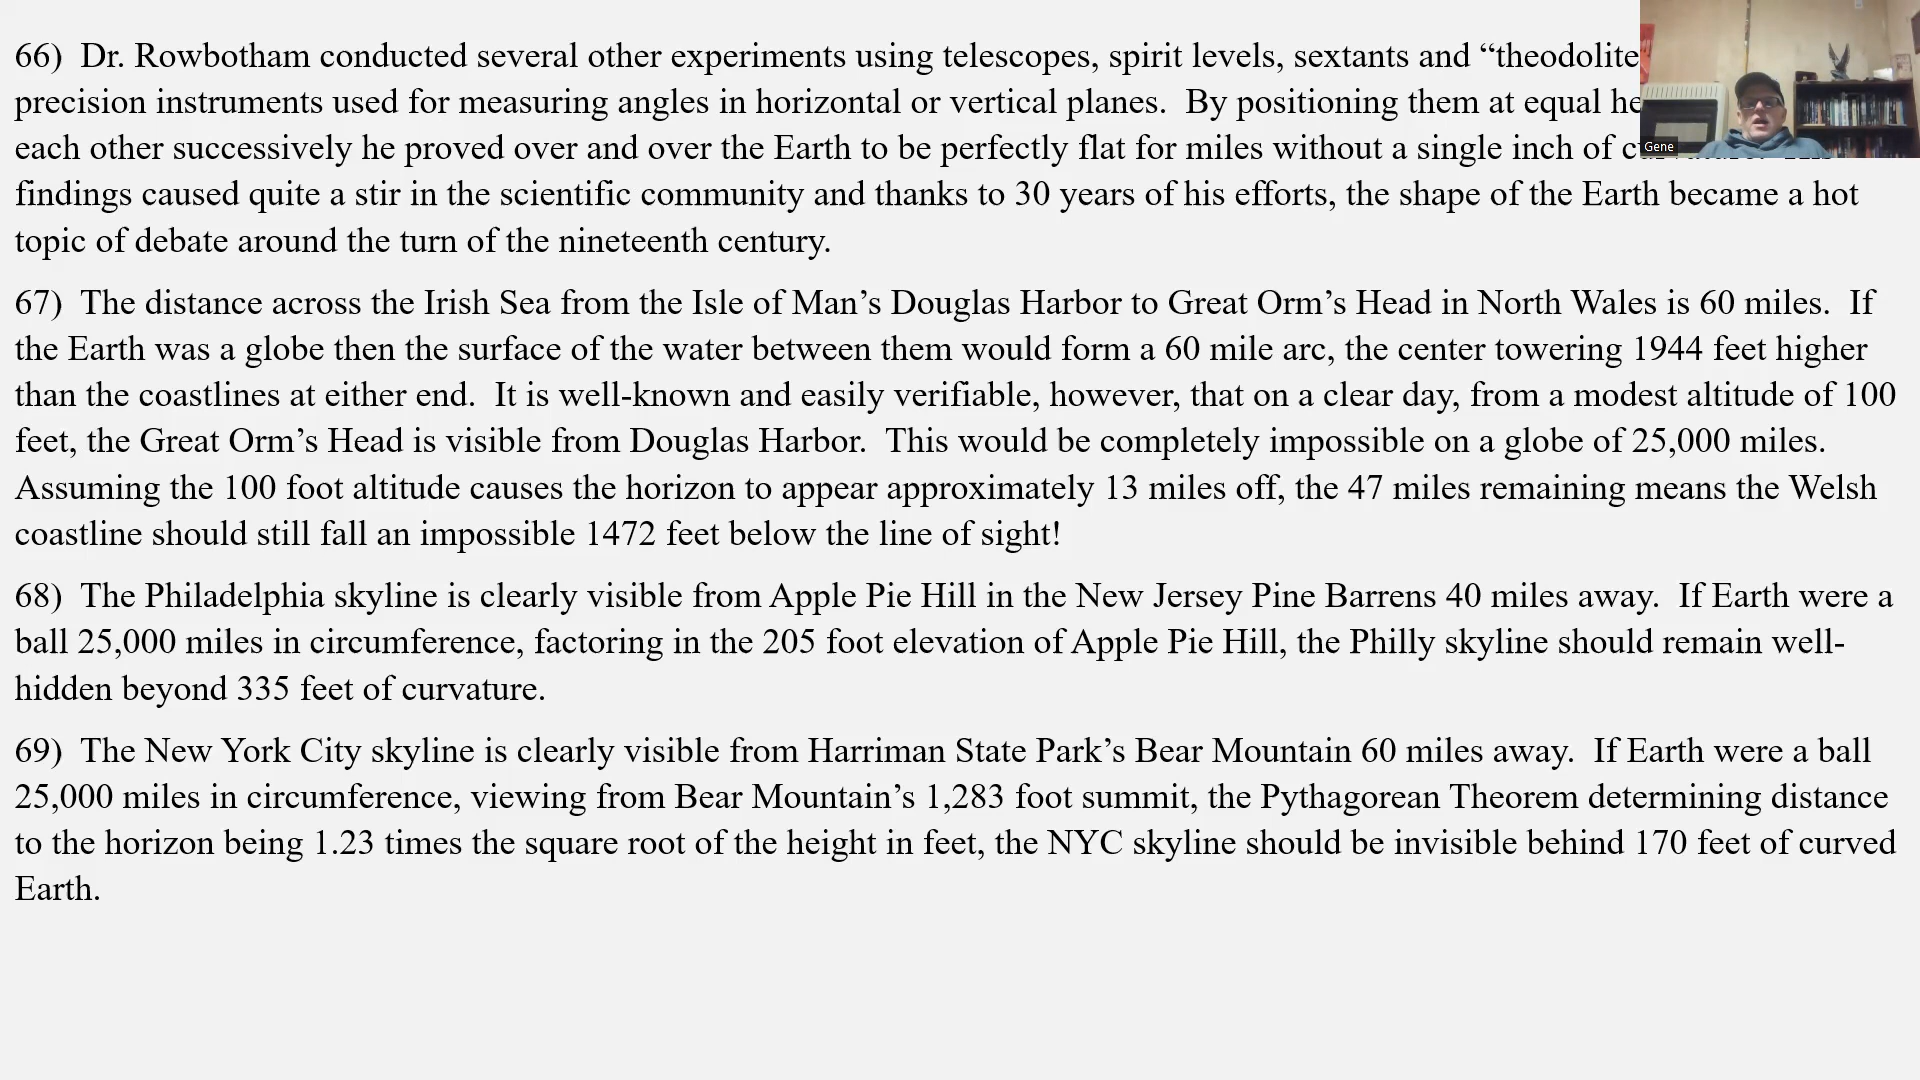 66)  Dr. Rowbotham conducted several other experiments using telescopes, spirit levels, sextants and “theodolite
precision instruments used for measuring angles in horizontal or vertical planes.  By positioning them at equal he
each other successively he proved over and over the Earth to be perfectly flat for miles without a single inch of
findings caused quite a stir in the scientific community and thanks to 30 years of his efforts, the shape of the Earth became a hot
topic of debate around the turn of the nineteenth century.
Gene
67)  The distance across the Irish Sea from the Isle of Man’s Douglas Harbor to Great Orm’s Head in North Wales is 60 miles.  If
the Earth was a globe then the surface of the water between them would form a 60 mile arc, the center towering 1944 feet higher
than the coastlines at either end.  It is well-known and easily verifiable, however, that on a clear day, from a modest altitude of 100
feet, the Great Orm’s Head is visible from Douglas Harbor.  This would be completely impossible on a globe of 25,000 miles.
Assuming the 100 foot altitude causes the horizon to appear approximately 13 miles off, the 47 miles remaining means the Welsh
coastline should still fall an impossible 1472 feet below the line of sight!
68)  The Philadelphia skyline is clearly visible from Apple Pie Hill in the New Jersey Pine Barrens 40 miles away.  If Earth were a
ball 25,000 miles in circumference, factoring in the 205 foot elevation of Apple Pie Hill, the Philly skyline should remain well-
hidden beyond 335 feet of curvature.
69)  The New York City skyline is clearly visible from Harriman State Park’s Bear Mountain 60 miles away.  If Earth were a ball
25,000 miles in circumference, viewing from Bear Mountain’s 1,283 foot summit, the Pythagorean Theorem determining distance
to the horizon being 1.23 times the square root of the height in feet, the NYC skyline should be invisible behind 170 feet of curved
Earth.